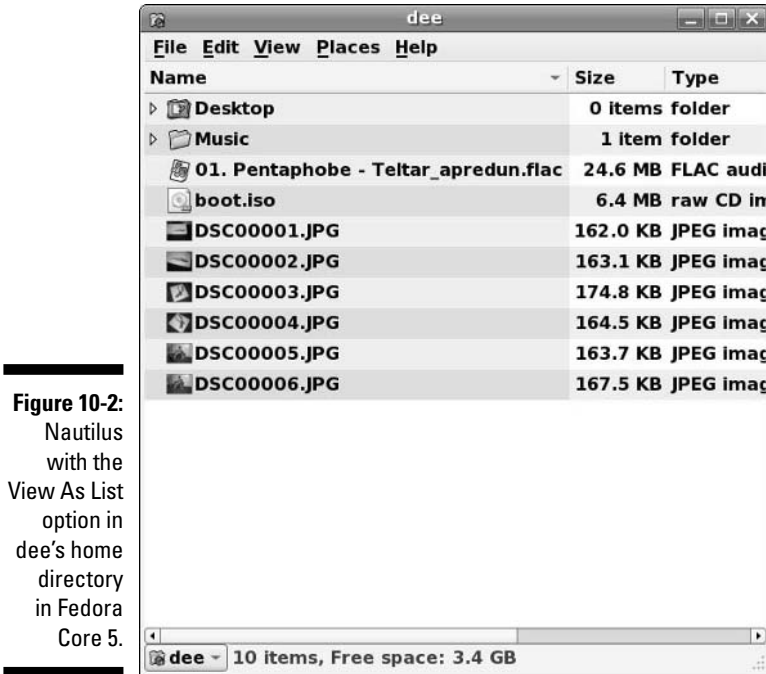 dee
File Edit View Places Help
Name Size Type
Desktop 0 items folder
Music 1 item folder
01. Pentaphobe - Teltar_apredun.flac 24.6 MB FLAC audi
boot.iso 6.4 MB raw CD im
DSC00001.JPG 162.0 KB JPEG imag
DSC00002.JPG 163.1 KB JPEG imag
DSC00003.JPG 174.8 KB JPEG imag
DSC00004.JPG 164.5 KB JPEG imag
DSC00005.JPG 163.7 KB JPEG imag
DSC00006.JPG 167.5 KB JPEG imag
dee 10 items, Free space: 3.4 GB
Figure 10-2:
Nautilus
with the
View As List
option in
dee's home
directory
in Fedora
Core 5.